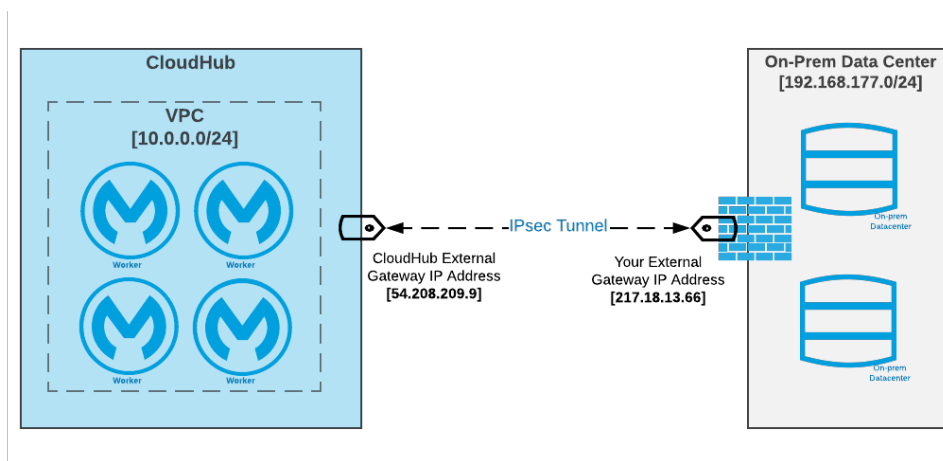 CloudHub
VPC
[10.0.0.0/24]
Worker
Worker
Worker
Worker
IPsec Tunnel
CloudHub External
Gateway IP Address
[54.208.209.9]
Your External
Gateway IP Address
[217.18.13.66]
On-Prem Data Center
[192.168.177.0/24]
On-prem
Datacenter
On-prem
Datacenter